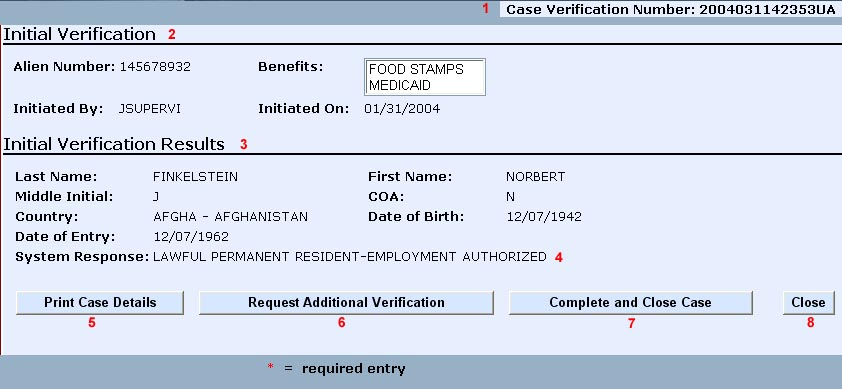 1 Case Verification Number: 2004031142353UA
Initial Verification 2
Alien Number: 145678932 Benefits: FOOD STAMPS
MEDICAID
Initiated By: JSUPERVI Initiated On: 01/31/2004
Initial Verification Results 3
Last Name: FINKELSTEIN First Name: NORBERT
Middle Initial: J COA: N
Country: AFGHA - AFGHANISTAN Date of Birth: 12/07/1942
Date of Entry: 12/07/1962
System Response: LAWFUL PERMANENT RESIDENT-EMPLOYMENT AUTHORIZED 4
Print Case Details Request Additional Verification Complete and Close Case Close
5 6 7 8
* = required entry